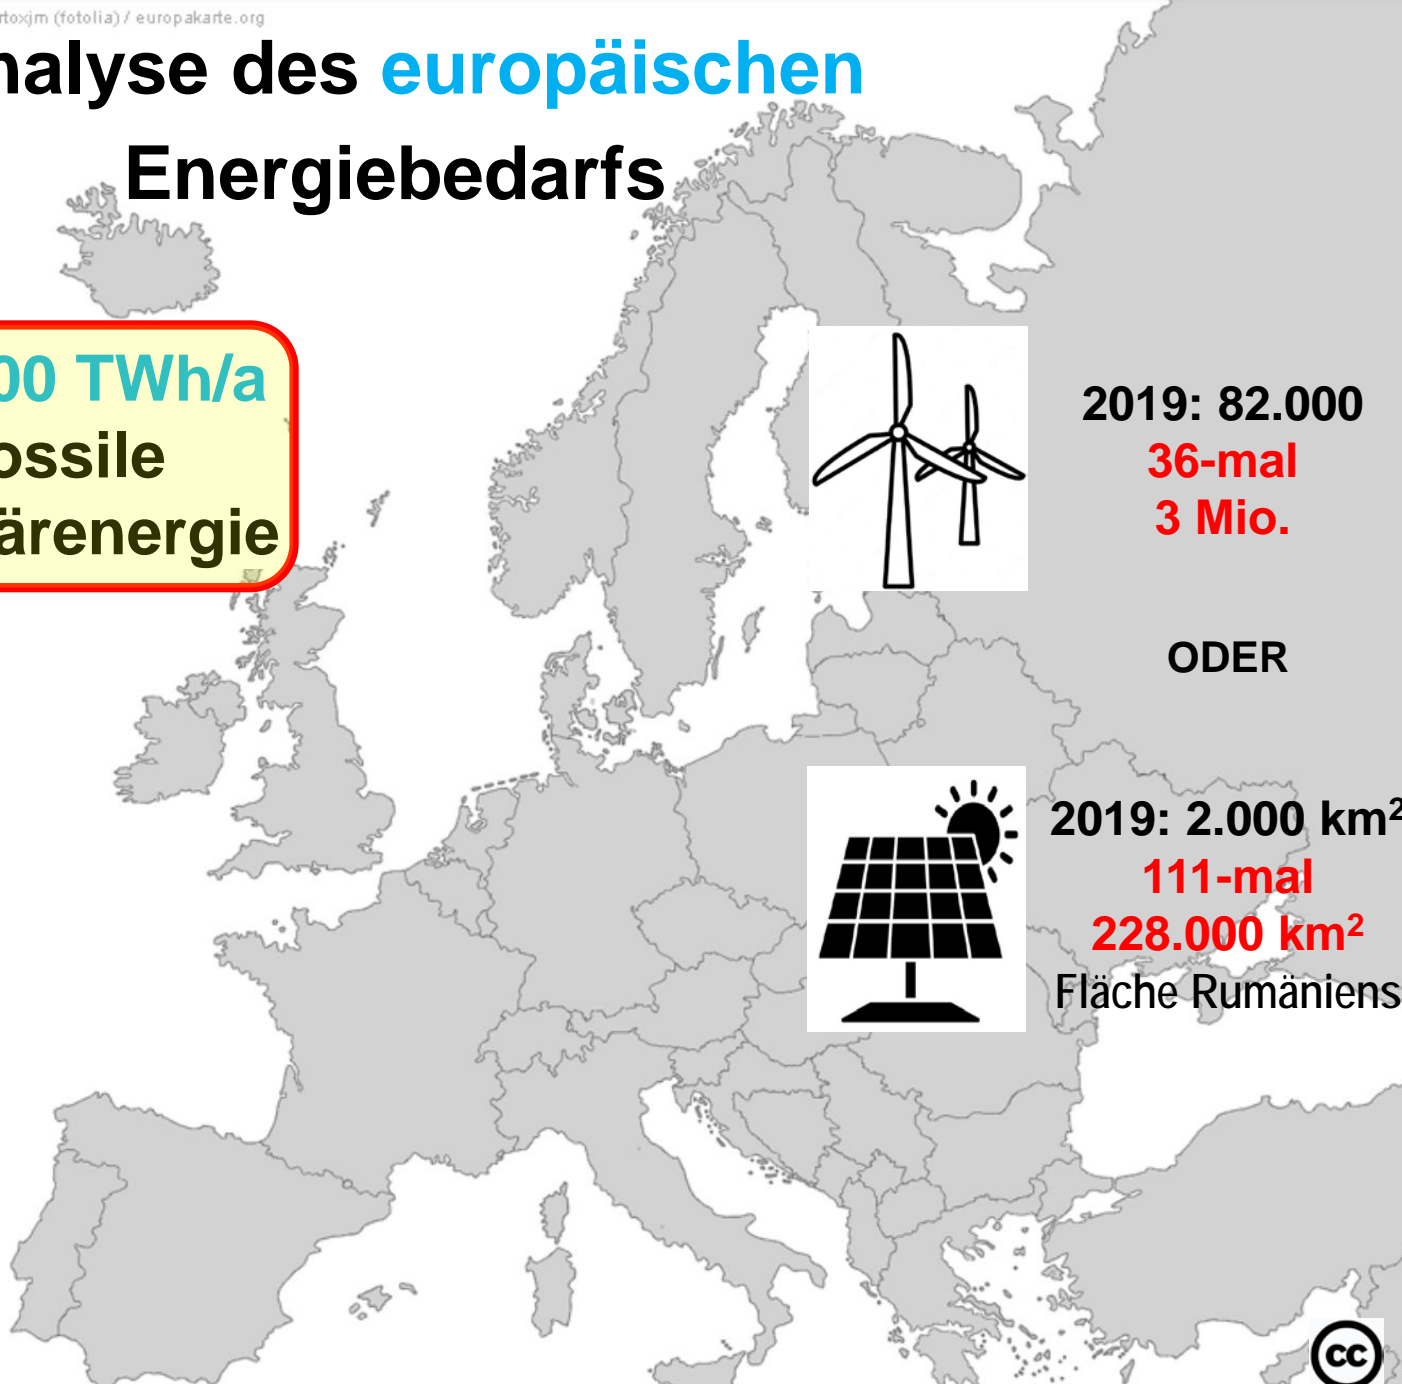 rtoxjm (fotolia) / europakarte.org
nalyse des europäischen
Energiebedarfs
00 TWh/a
ossile
ärenergie
2019: 82.000
36-mal
3 Mio.
ODER
2019: 2.000 km²
111-mal
228.000 km²
Fläche Rumäniens
cc